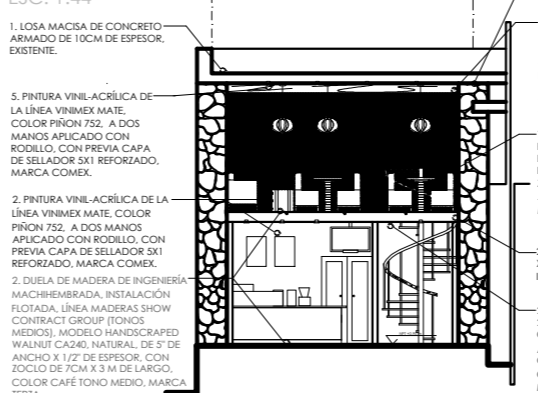 ESC. 1:44
1. LOSA MACISA DE CONCRETO
ARMADO DE 10CM DE ESPESOR,
EXISTENTE.
5. PINTURA VINIL-ACRÍLICA DE
LA LÍNEA VINIMEX MATE,
COLOR PIÑON 752, A DOS
MANOS APLICADO CON
RODILLO, CON PREVIA CAPA
DE SELLADOR 5X1 REFORZADO,
MARCA COMEX.
2. PINTURA VINIL-ACRÍLICA DE LA
LÍNEA VINIMEX MATE, COLOR
PIÑON 752, A DOS MANOS
APLICADO CON RODILLO, CON
PREVIA CAPA DE SELLADOR 5X1
REFORZADO, MARCA COMEX.
2. DUELA DE MADERA DE INGENIERÍA
MACHIHEMBRADA, INSTALACIÓN
FLOTADA, LÍNEA MADERAS SHOW
CONTRACT GROUP (TONOS
MEDIOS), MODELO HANDSCRAPED
WALNUT CA240, NATURAL, DE 5" DE
ANCHO X 1/2" DE ESPESOR, CON
ZOCLO DE 7CM X 3 M DE LARGO,
COLOR CAFÉ TONO MEDIO, MARCA